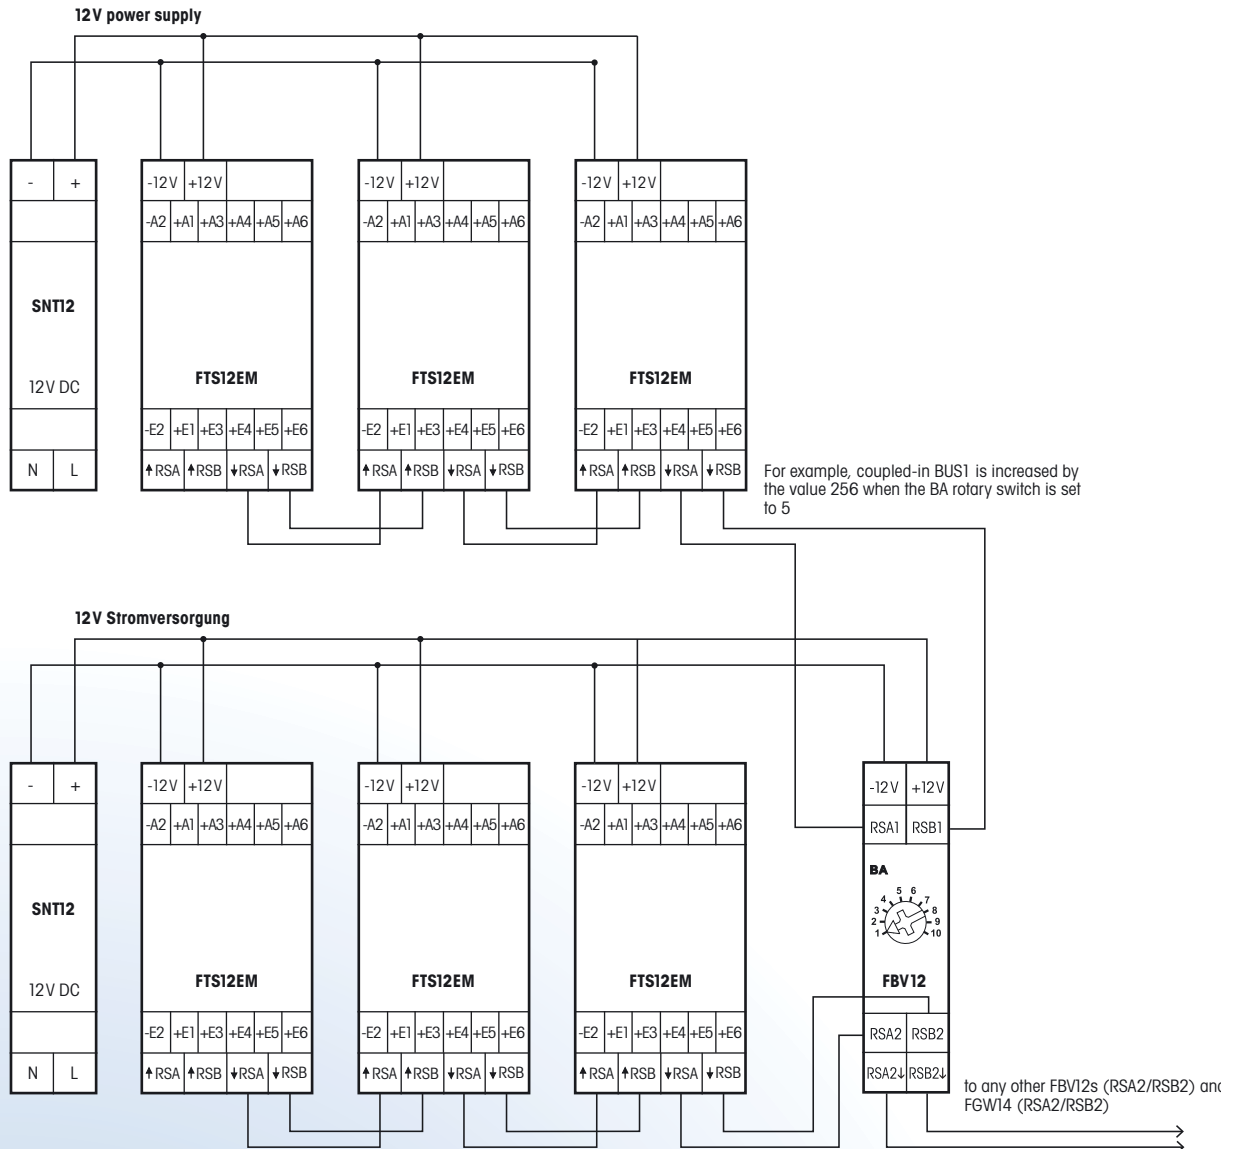 12V power supply
- +
-12V +12V
-12V +12V
-12V +12V
-A2 +A1 +A3 +A4 +A5 +A6
-A2 +A1 +A3 +A4 +A5 +A6
-A2 +A1 +A3 +A4 +A5 +A6
SNT12
12V DC
FTS12EM
FTS12EM
FTS12EM
-E2 +E1 +E3 +E4 +E5 +E6
-E2 +E1 +E3 +E4 +E5 +E6
-E2 +E1 +E3 +E4 +E5 +E6
N L
↑RSA ↑RSB ↓RSA ↓RSB
↑RSA ↑RSB ↓RSA ↓RSB
↑RSA ↑RSB ↓RSA ↓RSB
For example, coupled-in BUS1 is increased by
the value 256 when the BA rotary switch is set
to 5
12V Stromversorgung
- +
-12V +12V
-12V +12V
-12V +12V
-12V +12V
-A2 +A1 +A3 +A4 +A5 +A6
-A2 +A1 +A3 +A4 +A5 +A6
-A2 +A1 +A3 +A4 +A5 +A6
RSA1 RSB1
BA
1 2 3 4 5 6 7 8 9 10
SNT12
12V DC
FTS12EM
FTS12EM
FTS12EM
FBV12
-E2 +E1 +E3 +E4 +E5 +E6
-E2 +E1 +E3 +E4 +E5 +E6
-E2 +E1 +E3 +E4 +E5 +E6
RSA2 RSB2
N L
↑RSA ↑RSB ↓RSA ↓RSB
↑RSA ↑RSB ↓RSA ↓RSB
↑RSA ↑RSB ↓RSA ↓RSB
RSA2↓ RSB2↓
to any other FBV12s (RSA2/RSB2) and
FGW14 (RSA2/RSB2)